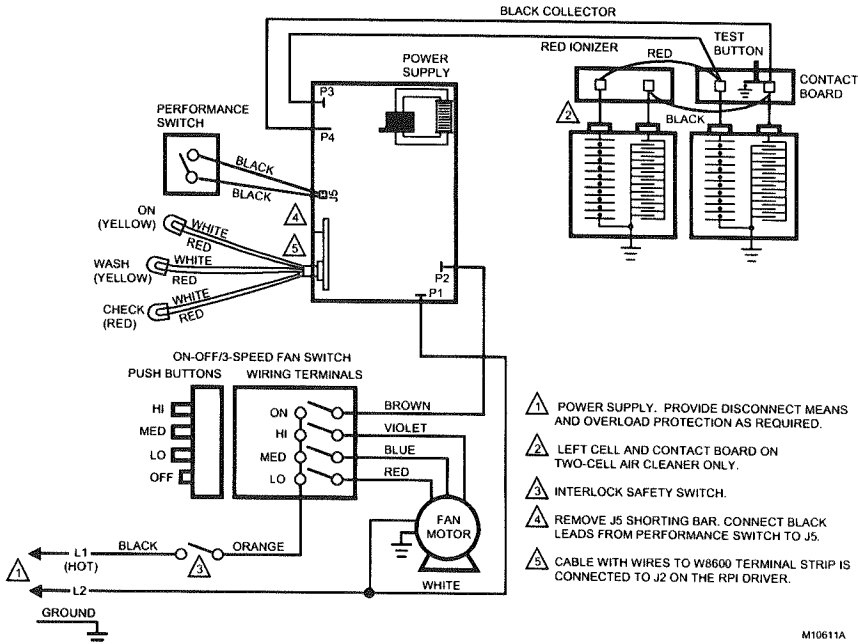 BLACK COLLECTOR
RED IONIZER
RED
TEST
BUTTON
POWER
SUPPLY
CONTACT
BOARD
P3
P4
2
BLACK
PERFORMANCE
SWITCH
BLACK
BLACK
J5
4
ON
(YELLOW)
WHITE
RED
5
WASH
(YELLOW)
WHITE
RED
P2
P1
CHECK
(RED)
WHITE
RED
ON-OFF/3-SPEED FAN SWITCH
PUSH BUTTONS
WIRING TERMINALS
HI
MED
LO
OFF
ON
HI
MED
LO
BROWN
VIOLET
BLUE
RED
FAN
MOTOR
1 POWER SUPPLY. PROVIDE DISCONNECT MEANS
AND OVERLOAD PROTECTION AS REQUIRED.
2 LEFT CELL AND CONTACT BOARD ON
TWO-CELL AIR CLEANER ONLY.
3 INTERLOCK SAFETY SWITCH.
4 REMOVE J5 SHORTING BAR. CONNECT BLACK
LEADS FROM PERFORMANCE SWITCH TO J5.
5 CABLE WITH WIRES TO W8600 TERMINAL STRIP IS
CONNECTED TO J2 ON THE RPI DRIVER.
1
L1
(HOT)
BLACK
3
ORANGE
L2
WHITE
GROUND
M10611A